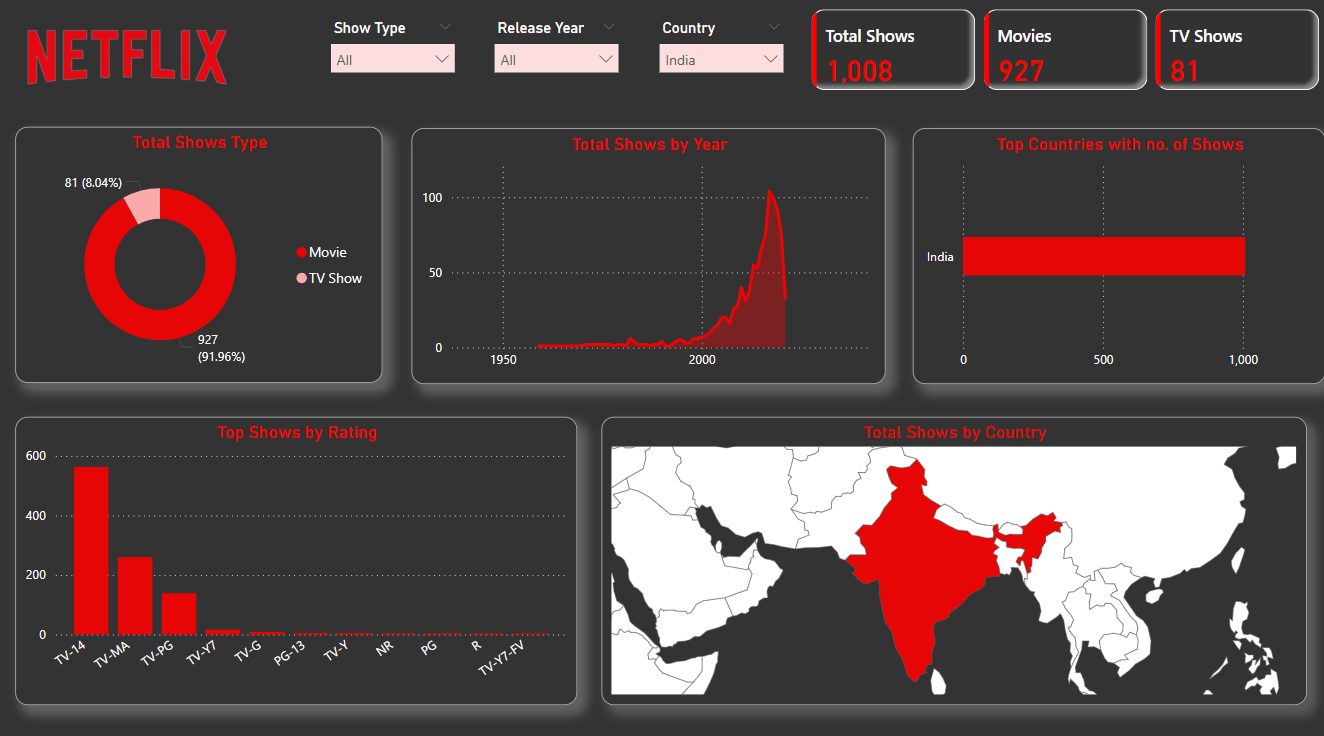 NETFLIX
Show Type
All
Release Year
All
Country
India
Total Shows
1,008
Movies
927
TV Shows
81
Total Shows Type
81 (8.04%)
927
(91.96%)
Movie
TV Show
Total Shows by Year
100
50
0
1950
2000
Top Countries with no. of Shows
India
0
500
1,000
Top Shows by Rating
600
400
200
0
TV-14
TV-MA
TV-PG
TV-Y7
TV-G
PG-13
TV-Y
NR
PG
R
TV-Y7-FV
Total Shows by Country